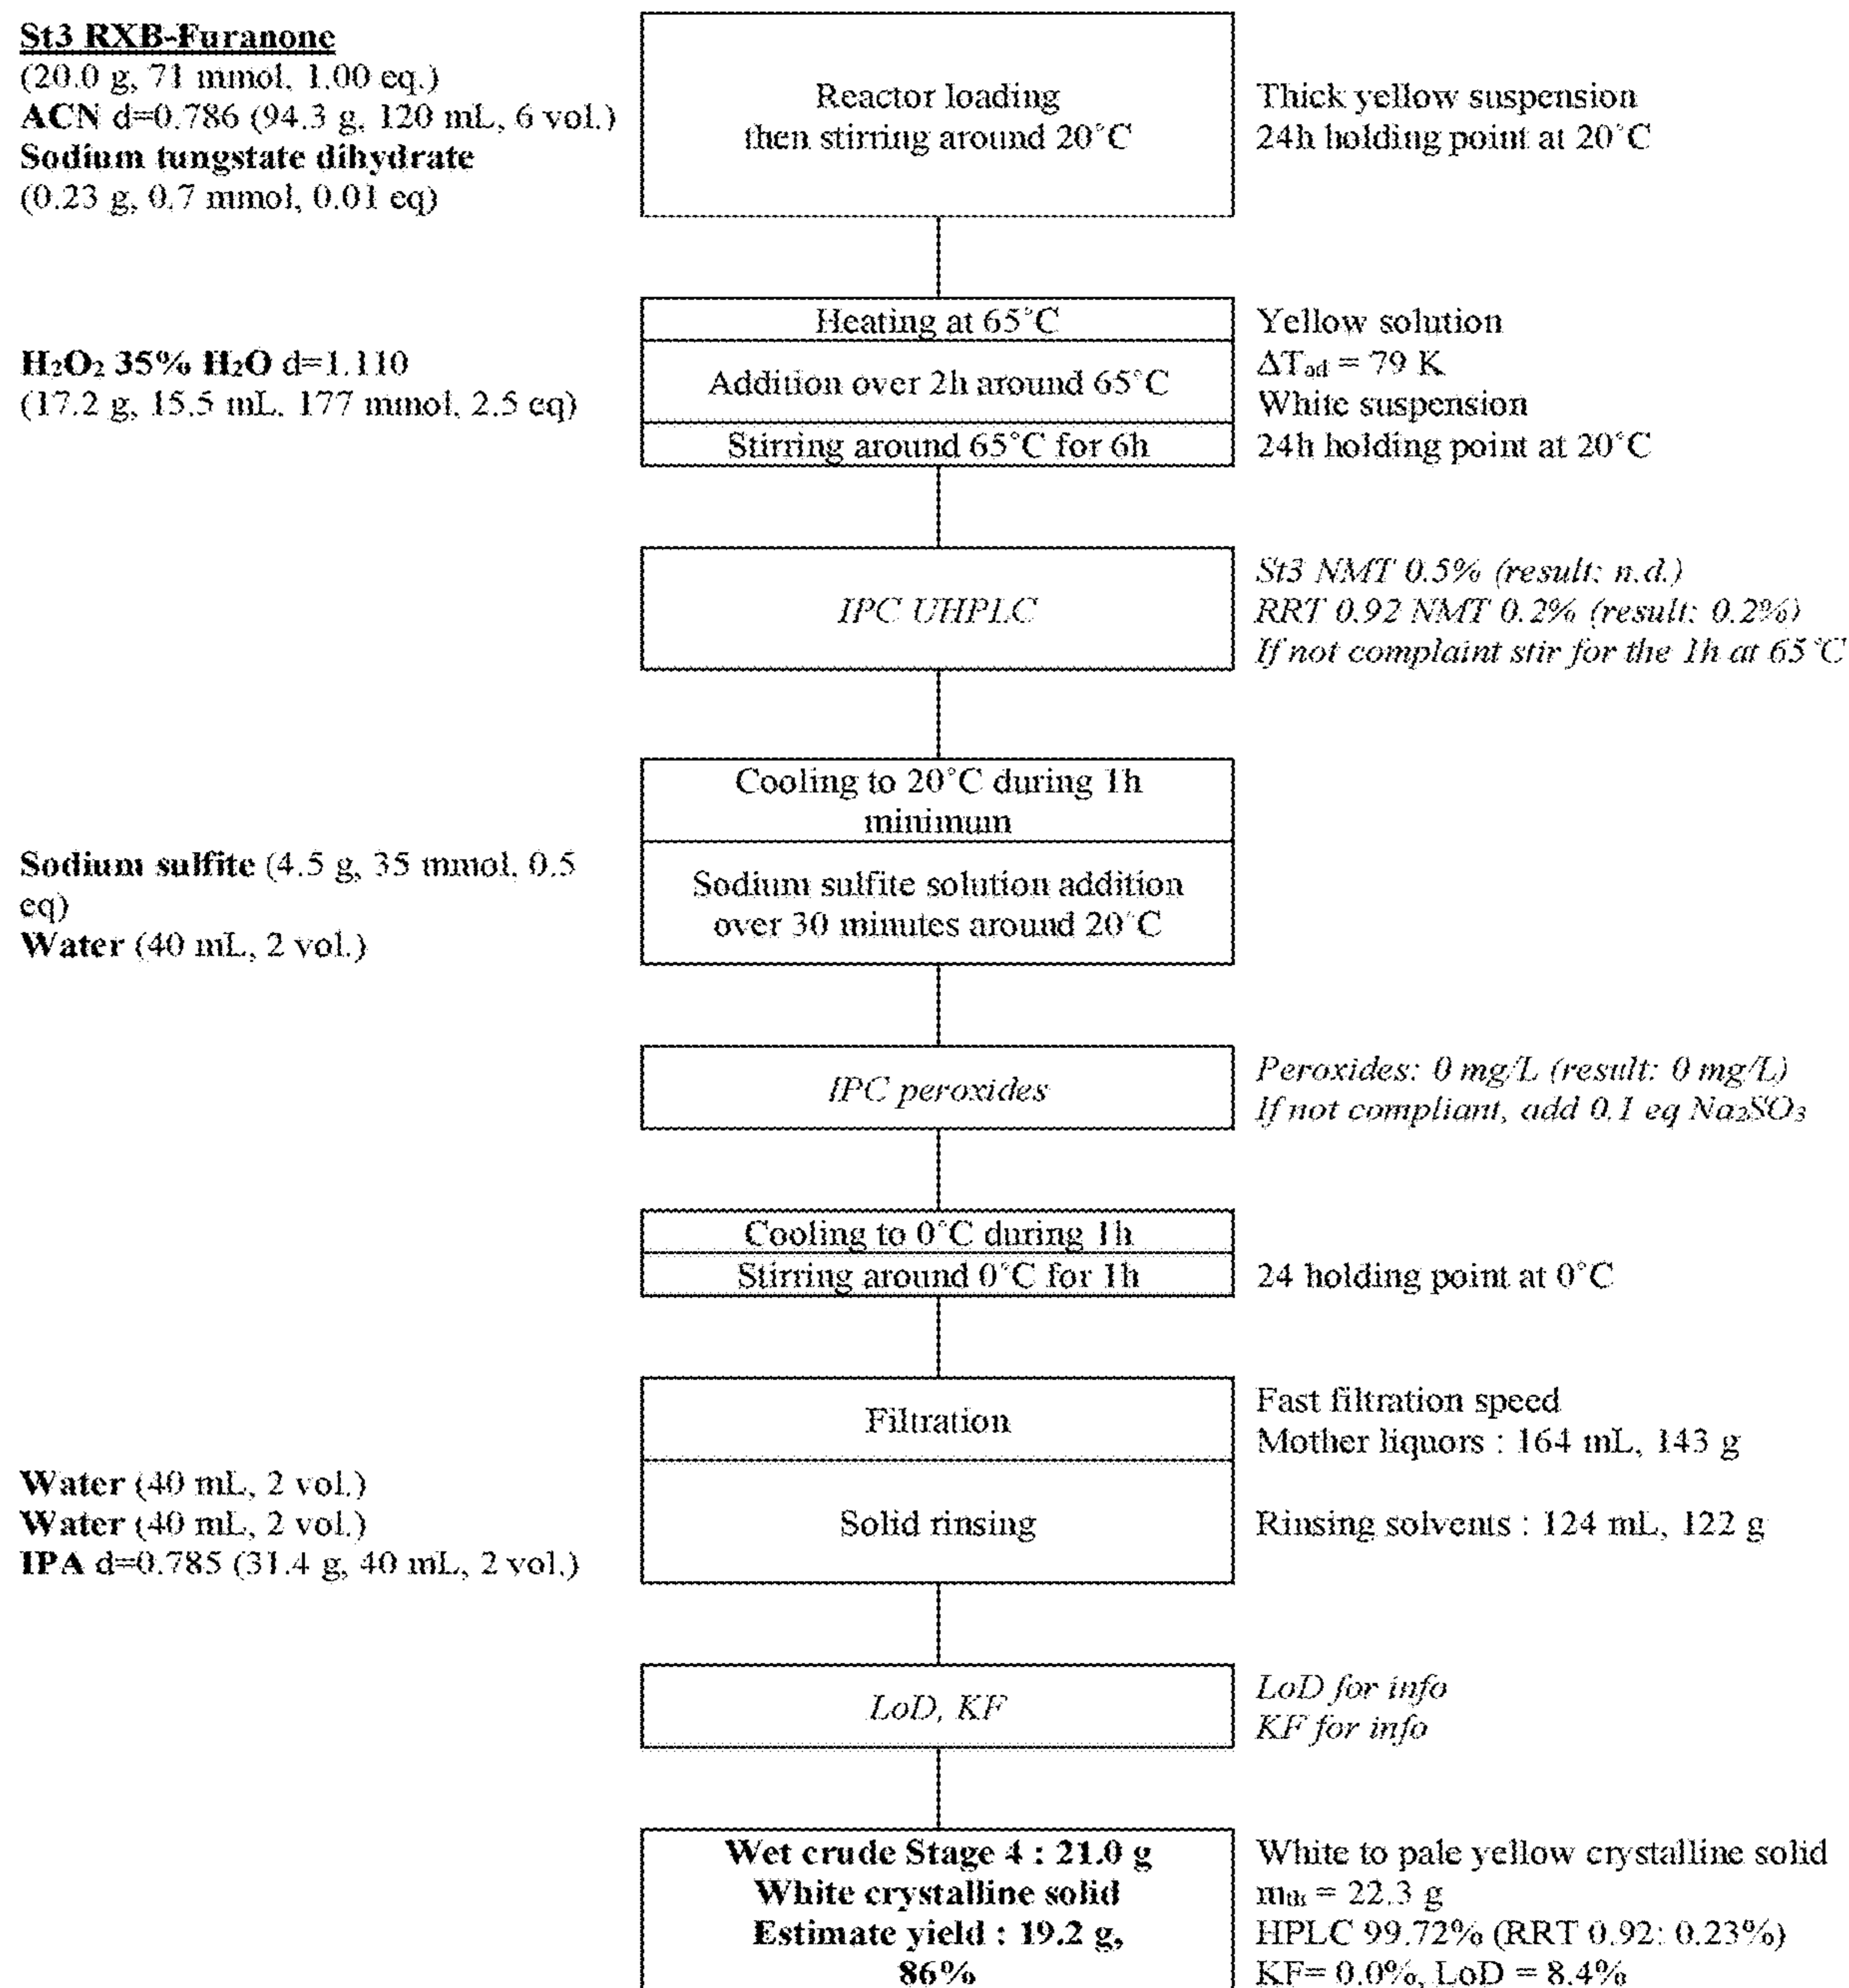 St3 RXB-Furanone
(20.0 g, 71 mmol, 1.00 eq.)
ACN d=0.786 (94.3 g, 120 mL, 6 vol.)
Sodium tungstate dihydrate
(0.23 g, 0.7 mmol, 0.01 eq)
Reactor loading
then stirring around 20°C
Thick yellow suspension
24h holding point at 20°C
H₂O₂ 35% H₂O d=1.110
(17.2 g, 15.5 mL, 177 mmol, 2.5 eq)
Heating at 65°C
Addition over 2h around 65°C
Stirring around 65°C for 6h
Yellow solution
ΔTad = 79 K
White suspension
24h holding point at 20°C
IPC UHPLC
St3 NMT 0.5% (result: n.d.)
RRT 0.92 NMT 0.2% (result: 0.2%)
If not complaint stir for the 1h at 65°C
Cooling to 20°C during 1h
minimum
Sodium sulfite (4.5 g, 35 mmol, 0.5
eq)
Water (40 mL, 2 vol.)
Sodium sulfite solution addition
over 30 minutes around 20°C
IPC peroxides
Peroxides: 0 mg/L (result: 0 mg/L)
If not compliant, add 0.1 eq Na₂SO₃
Cooling to 0°C during 1h
Stirring around 0°C for 1h
24 holding point at 0°C
Filtration
Fast filtration speed
Mother liquors : 164 mL, 143 g
Water (40 mL, 2 vol.)
Water (40 mL, 2 vol.)
IPA d=0.785 (31.4 g, 40 mL, 2 vol.)
Solid rinsing
Rinsing solvents : 124 mL, 122 g
LoD, KF
LoD for info
KF for info
Wet crude Stage 4 : 21.0 g
White crystalline solid
Estimate yield : 19.2 g,
86%
White to pale yellow crystalline solid
mth = 22.3 g
HPLC 99.72% (RRT 0.92: 0.23%)
KF= 0.0%, LoD = 8.4%